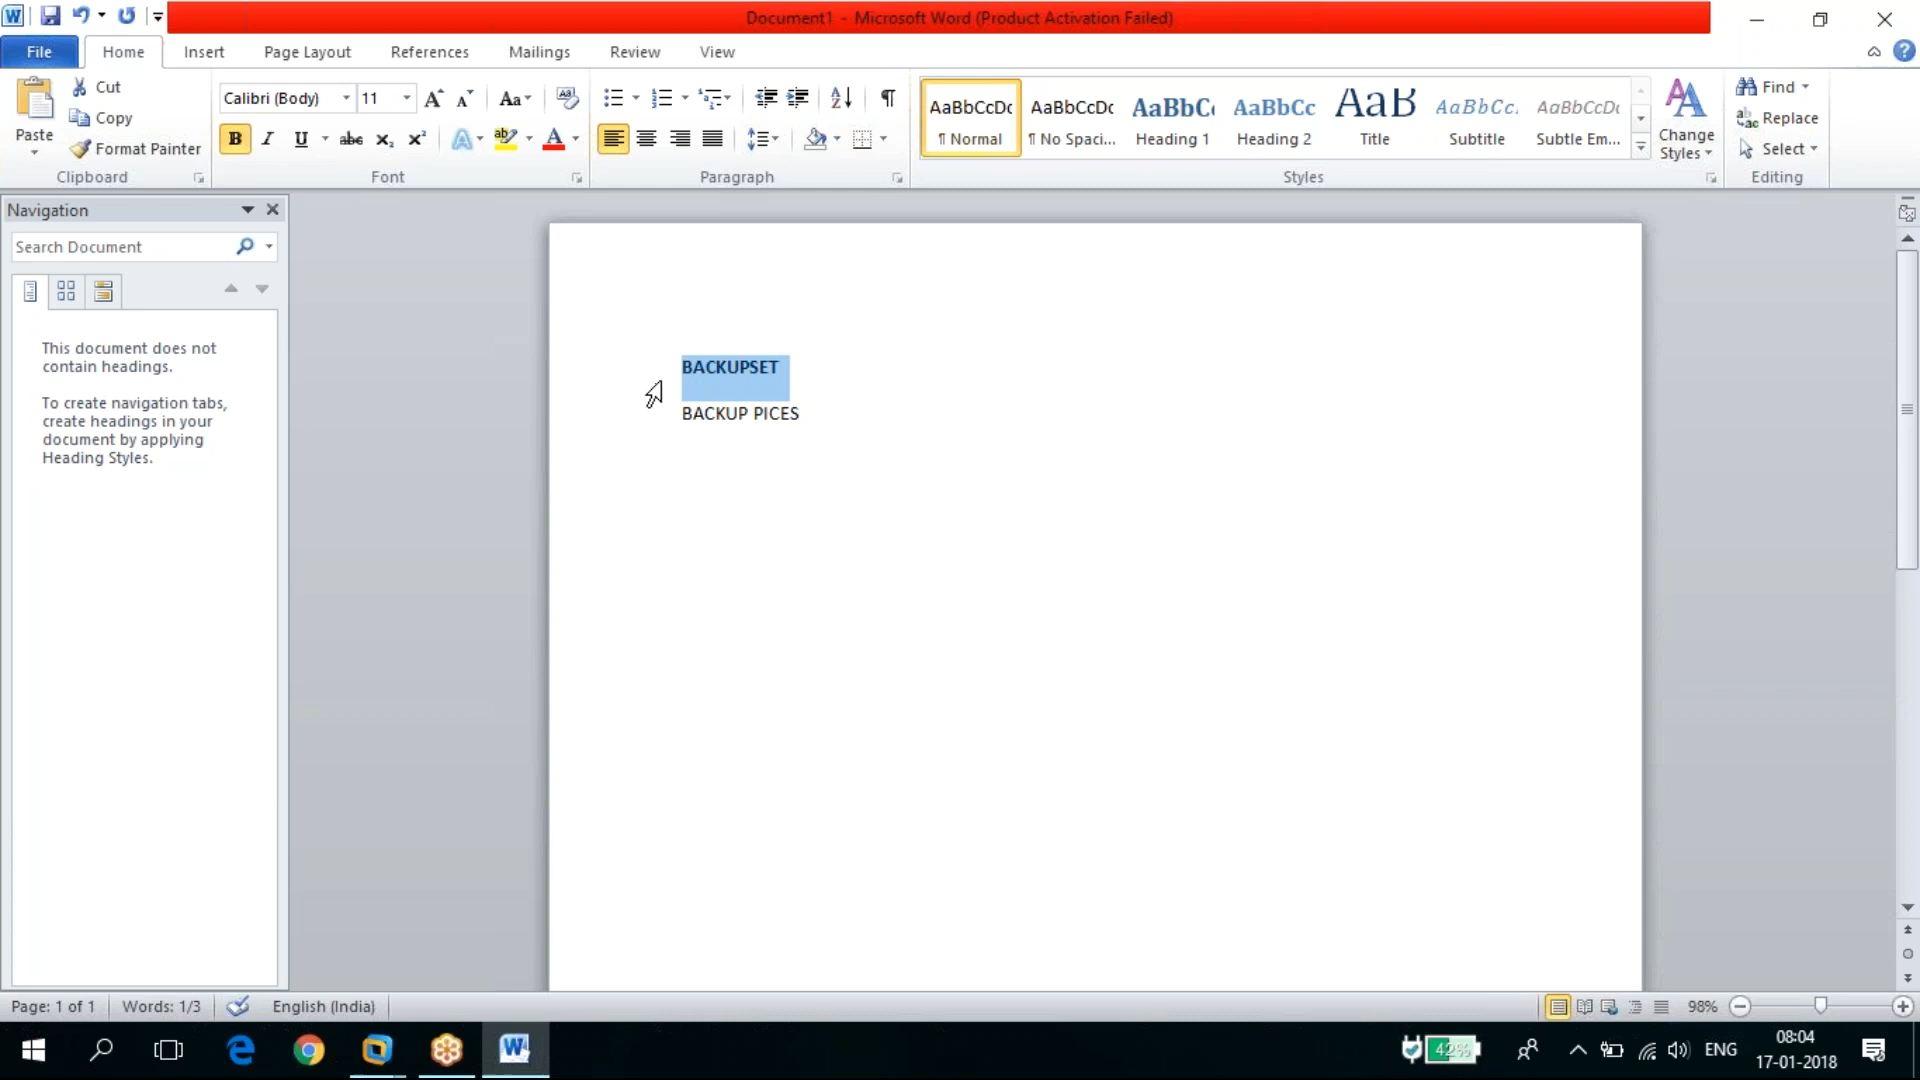 Document1 - Microsoft Word (Product Activation Failed)
File Home Insert Page Layout References Mailings Review View
Paste
Cut
Copy
Format Painter
Clipboard
Calibri (Body) 11
Font
Paragraph
AaBbCcDc AaBbCcDc AaBbC AaBbCc AaB AaBbCc. AaBbCcDc
¶ Normal ¶ No Spaci... Heading 1 Heading 2 Title Subtitle Subtle Em...
Styles
Change
Styles
Find
Replace
Select
Editing
Navigation
Search Document
This document does not
contain headings.
To create navigation tabs,
create headings in your
document by applying
Heading Styles.
BACKUPSET
BACKUP PICES
Page: 1 of 1 Words: 1/3 English (India) 98%
42%
ENG
08:04
17-01-2018